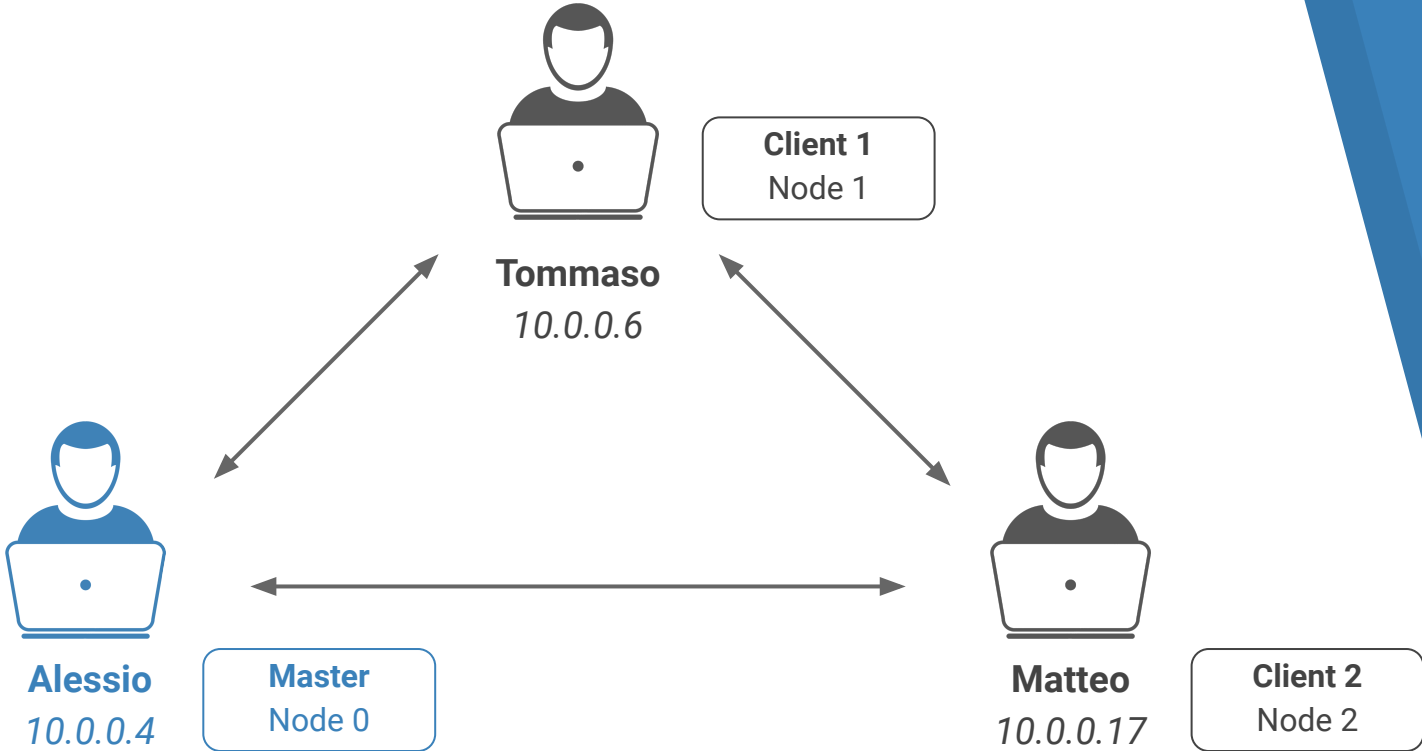 Client 1
Node 1
Tommaso
10.0.0.6
Alessio
10.0.0.4
Master
Node 0
Matteo
10.0.0.17
Client 2
Node 2